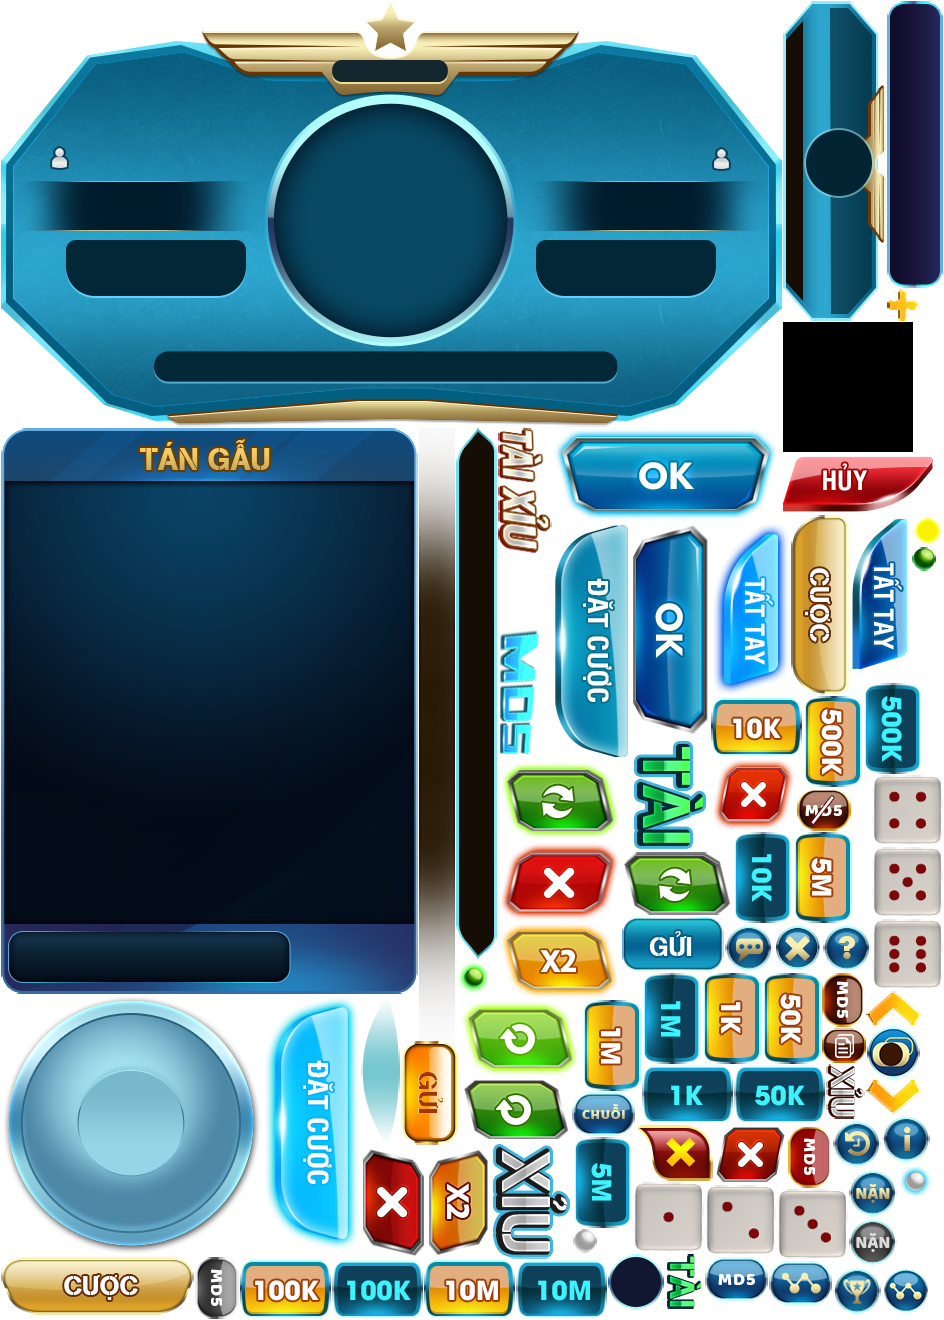 TÁN GẪU
TÀI XỈU
OK
HỦY
ĐẶT CƯỢC
OK
TẤT TAY
CƯỢC
TẤT TAY
MD5
10K
500K
500K
TÀI
MD5
10K
5M
X2
GỬI
1M
1M
1K
50K
MD5
ĐẶT CƯỢC
GỬI
CHUỖI
1K
50K
XỈU
X2
XỈU
5M
MD5
NẶN
NẶN
CƯỢC
MD5
100K
100K
10M
10M
TÀI
MD5